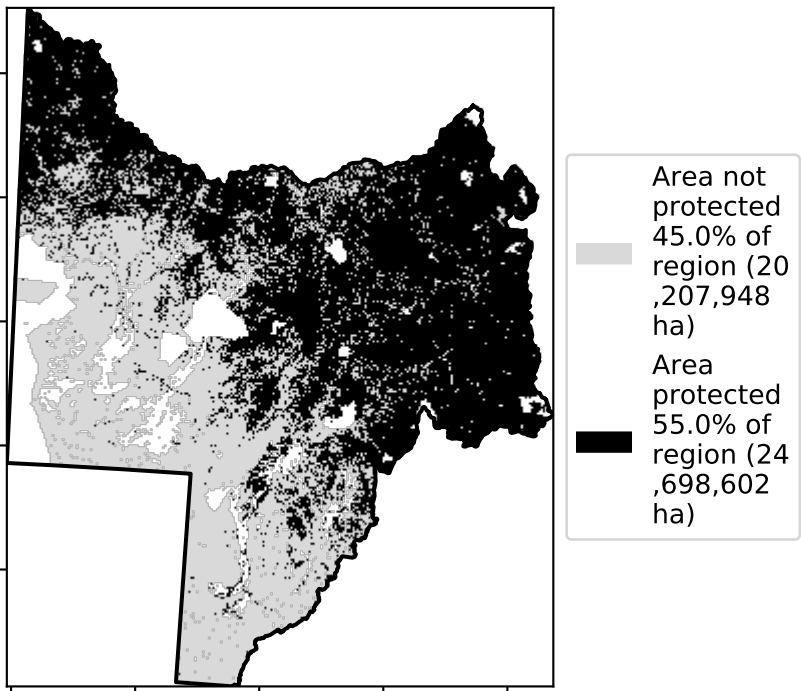 Area not
protected
45.0% of
region (20
,207,948
ha)
Area
protected
55.0% of
region (24
,698,602
ha)